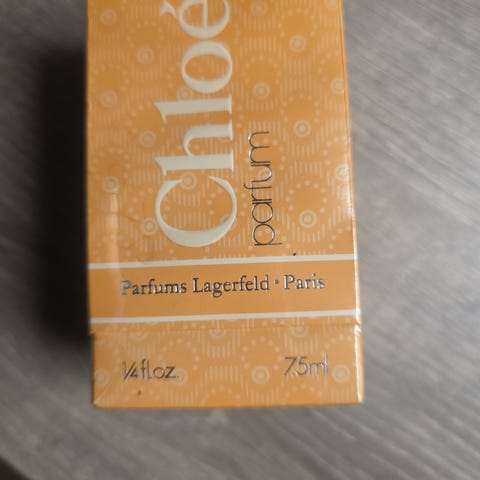 Chloé
parfum
Parfums Lagerfeld · Paris
1/4 fl.oz.
7.5ml